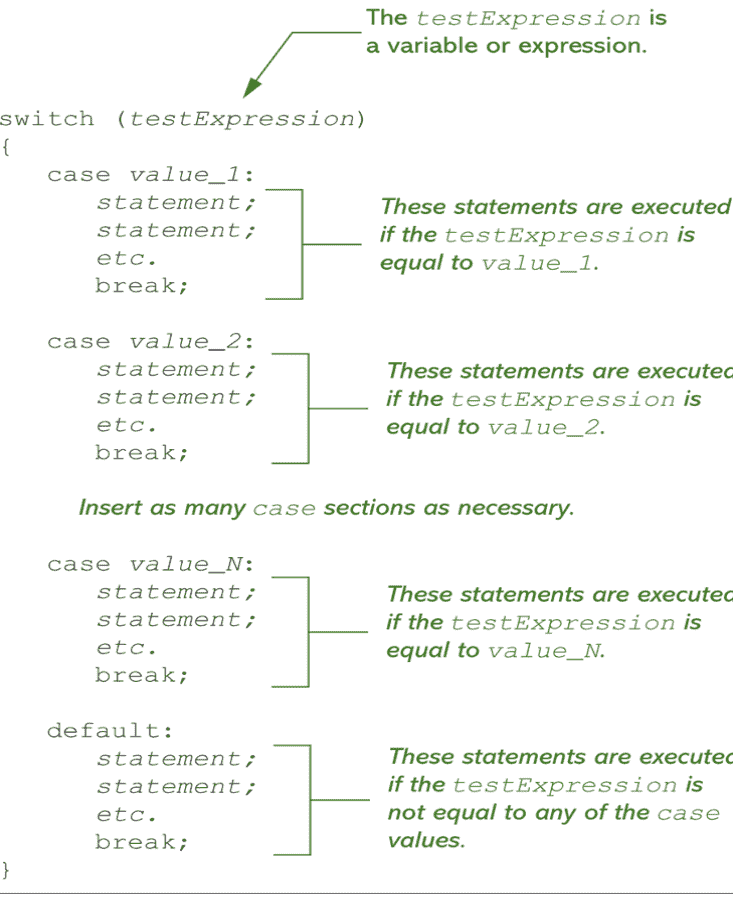 The testExpression is
a variable or expression.
switch (testExpression)
{
case value_1:
statement;
statement;
etc.
break;
These statements are executed
if the testExpression is
equal to value_1.
case value_2:
statement;
statement;
etc.
break;
These statements are executed
if the testExpression is
equal to value_2.
Insert as many case sections as necessary.
case value_N:
statement;
statement;
etc.
break;
These statements are executed
if the testExpression is
equal to value_N.
default:
statement;
statement;
etc.
break;
These statements are executed
if the testExpression is
not equal to any of the case
values.
}